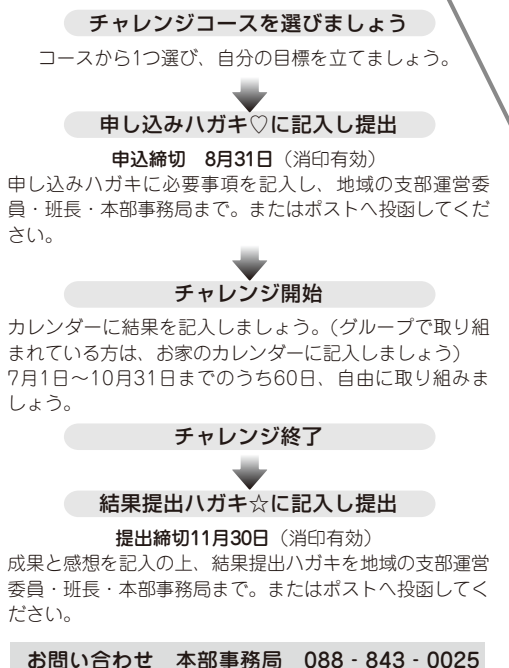 チャレンジコースを選びましょう
コースから1つ選び、自分の目標を立てましょう。
申し込みハガキ♡に記入し提出
申込締切　8月31日（消印有効）
申し込みハガキに必要事項を記入し、地域の支部運営委
員・班長・本部事務局まで。またはポストへ投函してくだ
さい。
チャレンジ開始
カレンダーに結果を記入しましょう。（グループで取り組
まれている方は、お家のカレンダーに記入しましょう）
7月1日～10月31日までのうち60日、自由に取り組みま
しょう。
チャレンジ終了
結果提出ハガキ☆に記入し提出
提出締切11月30日（消印有効）
成果と感想を記入の上、結果提出ハガキを地域の支部運営
委員・班長・本部事務局まで。またはポストへ投函してく
ださい。
お問い合わせ　本部事務局　088‐843‐0025